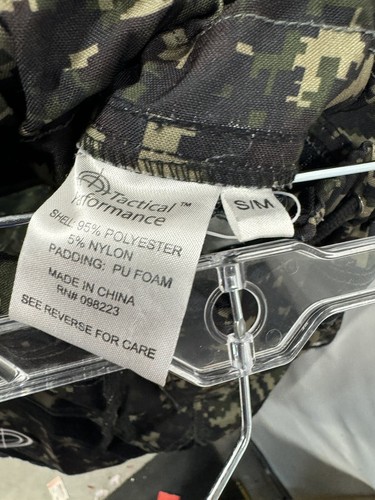 Tactical™
Performance
SHELL: 95% POLYESTER
5% NYLON
PADDING: PU FOAM
MADE IN CHINA
RN# 098223
SEE REVERSE FOR CARE
S/M